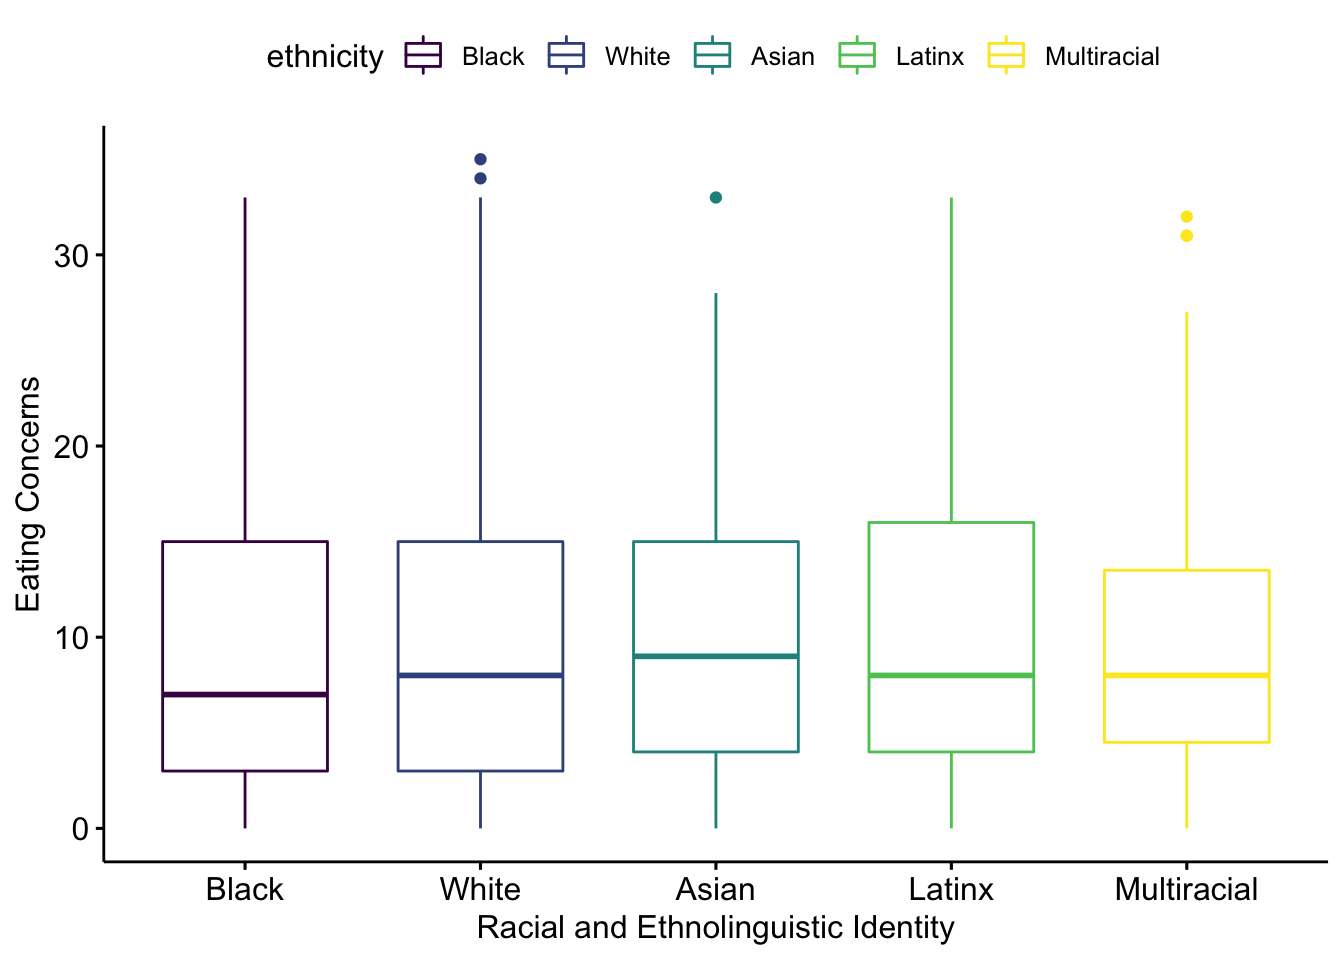 ethnicity Black White Asian Latinx Multiracial
Eating Concerns
30
20
10
0
Black White Asian Latinx Multiracial
Racial and Ethnolinguistic Identity